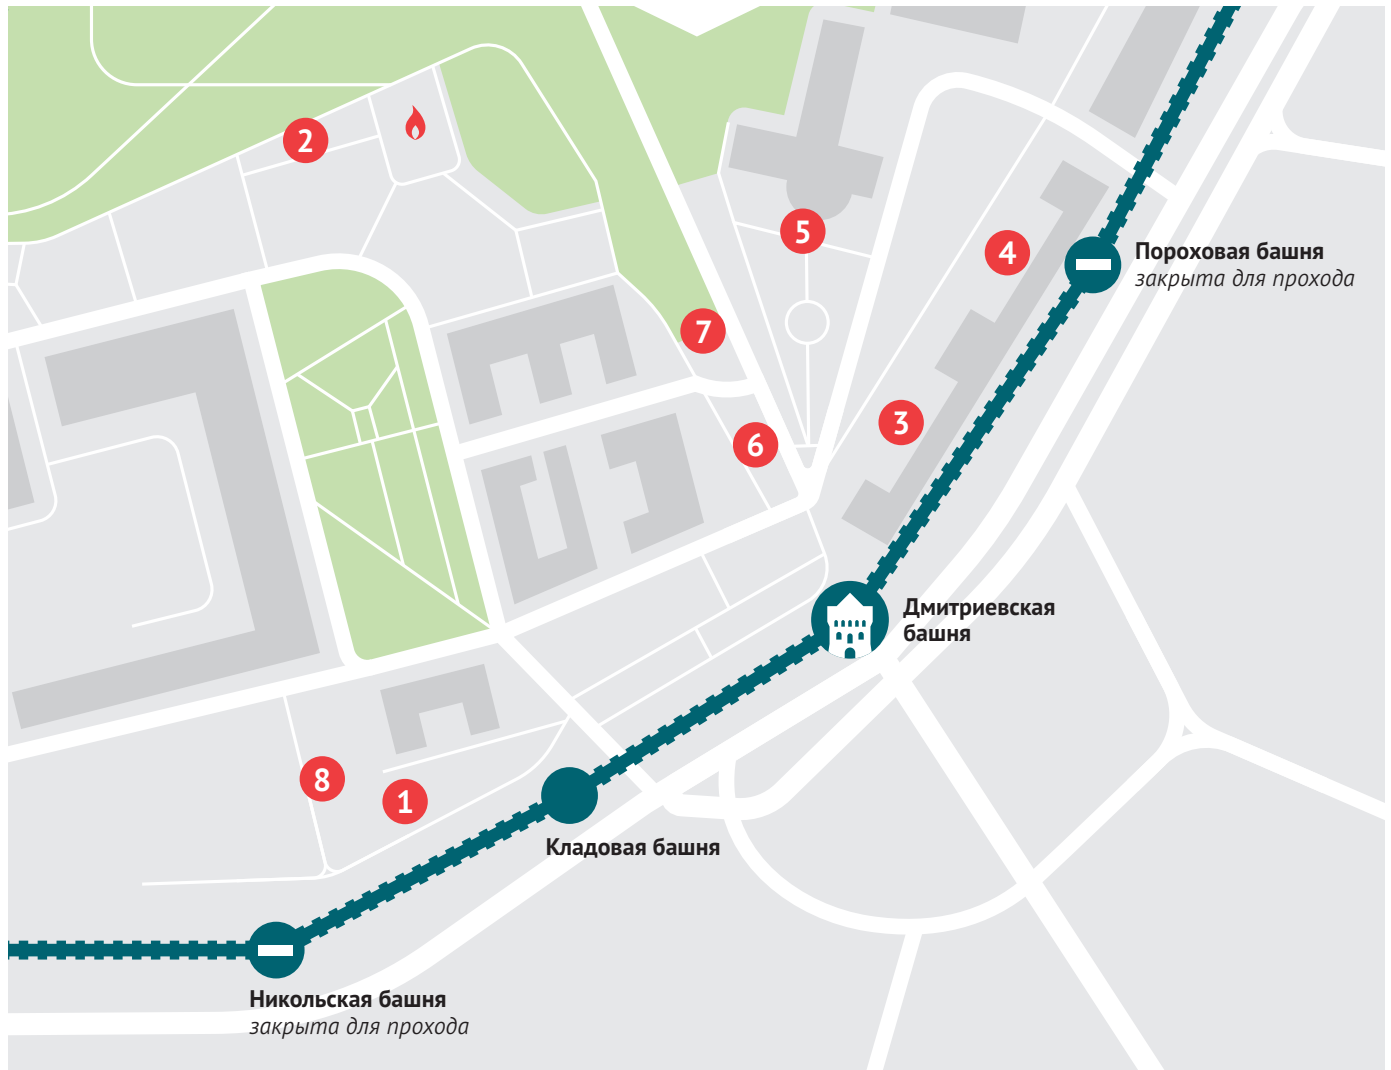 2
5
4
Пороховая башня
закрыта для прохода
7
3
6
Дмитриевская
башня
8
1
Кладовая башня
Никольская башня
закрыта для прохода